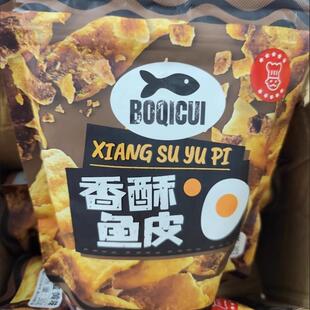 BOQICUI
XIANG SU YU PI
香酥
鱼皮